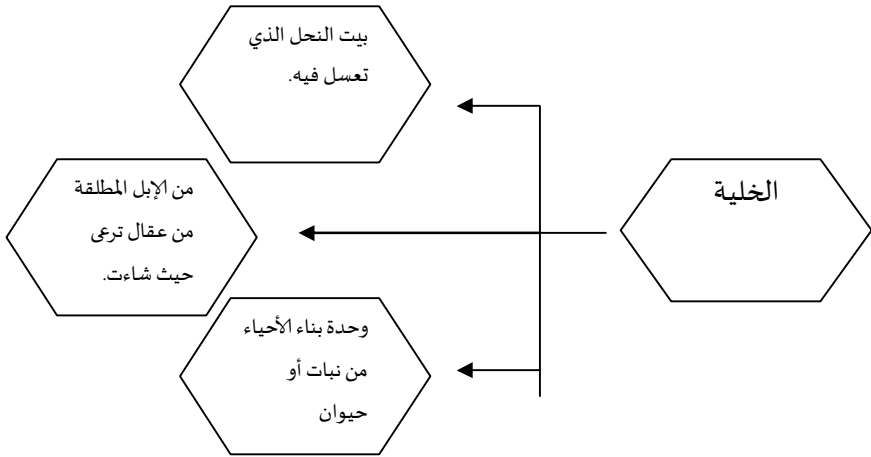 الخلية
بيت النحل الذي
تعسل فيه.
من الإبل المطلقة
من عقال ترعى
حيث شاءت.
وحدة بناء الأحياء
من نبات أو
حيوان